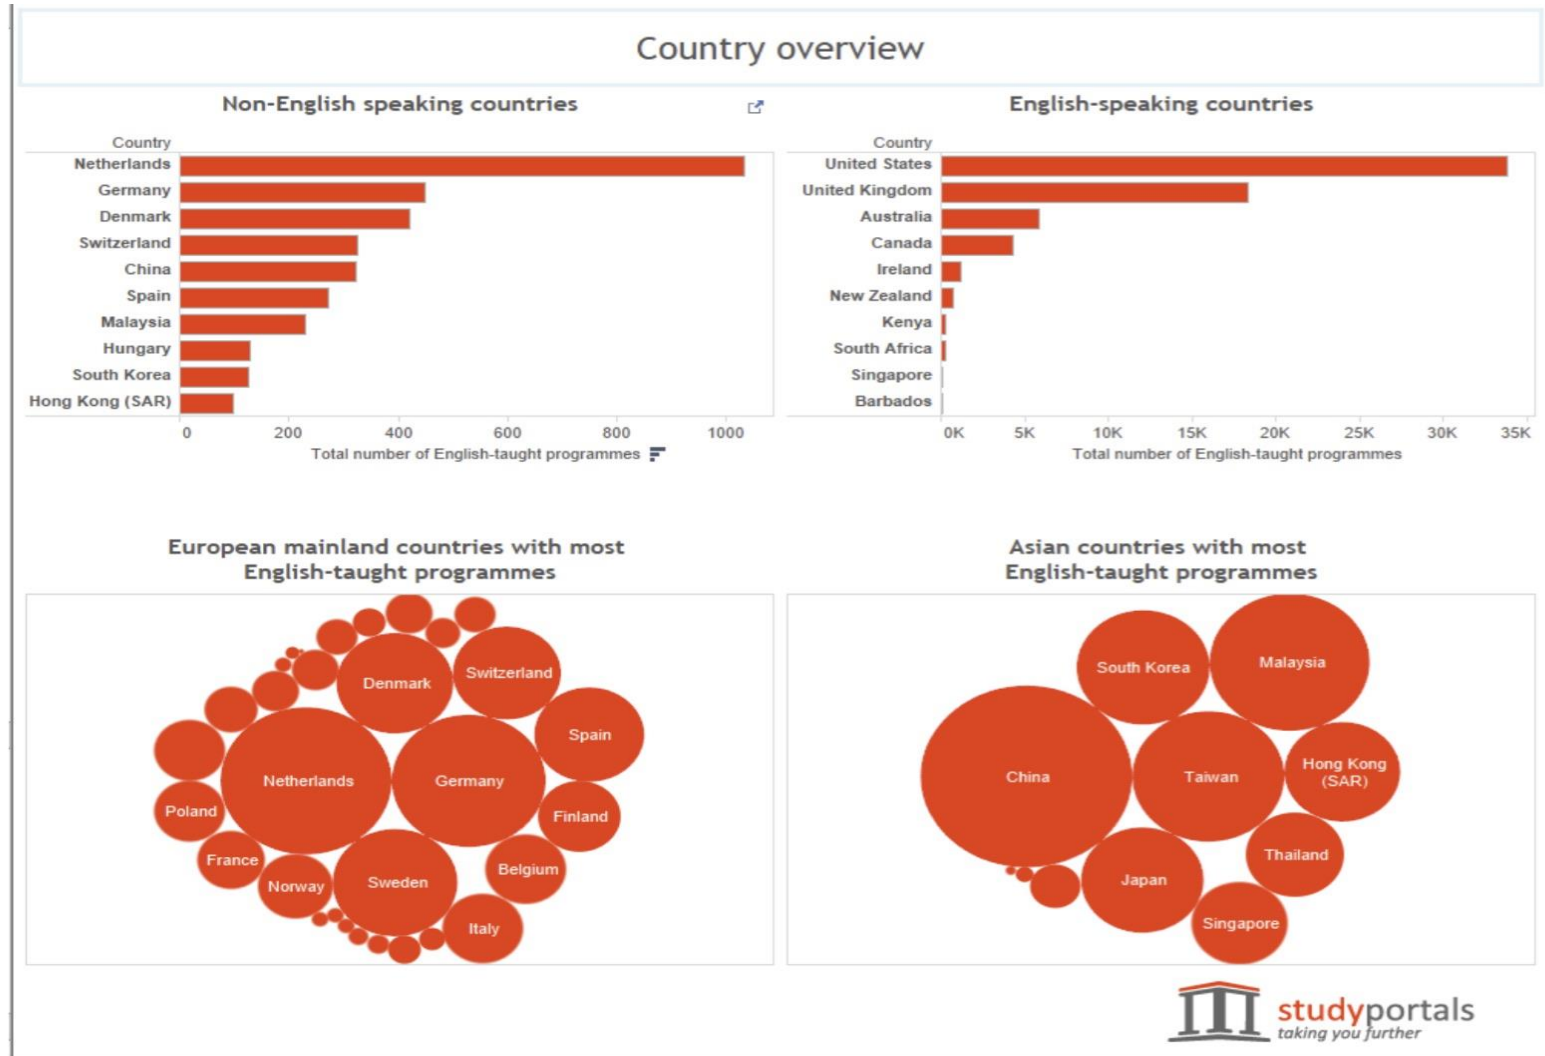 Country overview
Non-English speaking countries
Country
Netherlands
Germany
Denmark
Switzerland
China
Spain
Malaysia
Hungary
South Korea
Hong Kong (SAR)
0 200 400 600 800 1000
Total number of English-taught programmes
English-speaking countries
Country
United States
United Kingdom
Australia
Canada
Ireland
New Zealand
Kenya
South Africa
Singapore
Barbados
0K 5K 10K 15K 20K 25K 30K 35K
Total number of English-taught programmes
European mainland countries with most
English-taught programmes
Denmark
Switzerland
Spain
Netherlands
Germany
Poland
Finland
France
Norway
Sweden
Belgium
Italy
Asian countries with most
English-taught programmes
South Korea
Malaysia
China
Taiwan
Hong Kong
(SAR)
Thailand
Japan
Singapore
studyportals
taking you further